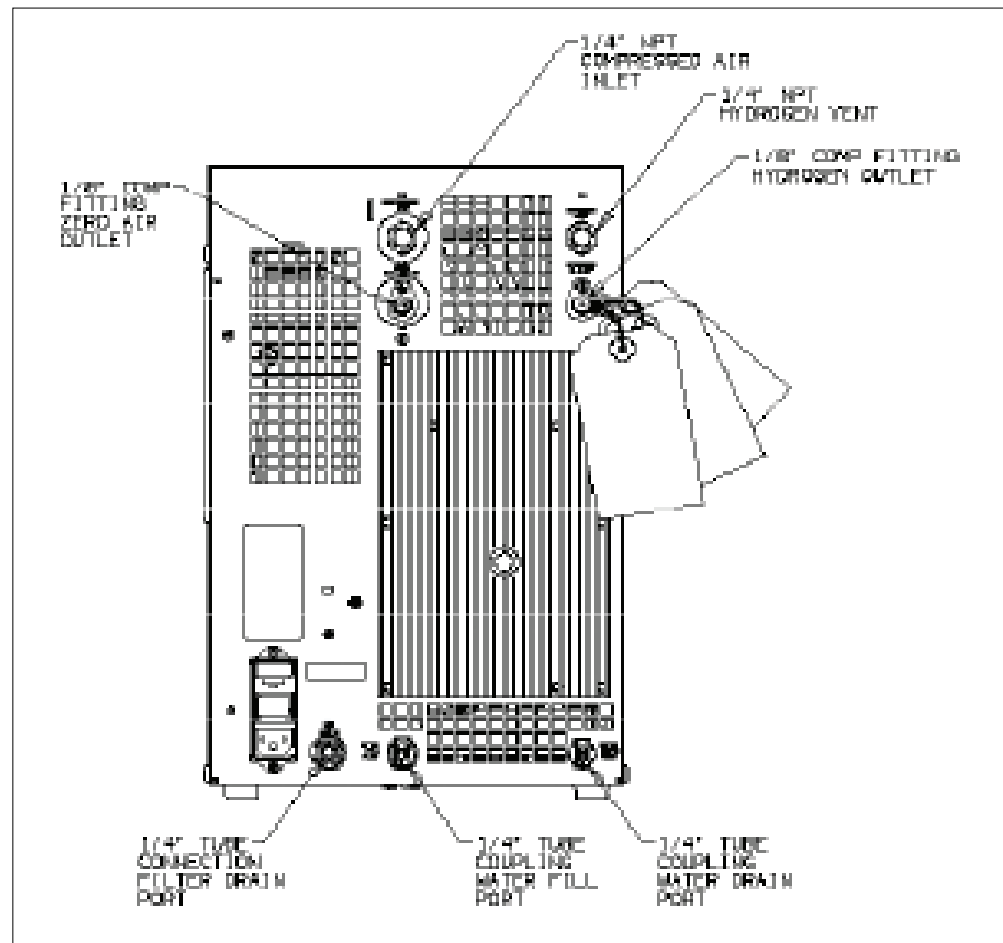 1/4" NPT
COMPRESSED AIR
INLET
1/4" NPT
HYDROGEN VENT
1/8" COMP FITTING
HYDROGEN OUTLET
1/8" COMP
FITTING
ZERO AIR
OUTLET
1/4" TUBE
CONNECTION
FILTER DRAIN
PORT
1/4" TUBE
COUPLING
WATER FILL
PORT
1/4" TUBE
COUPLING
WATER DRAIN
PORT